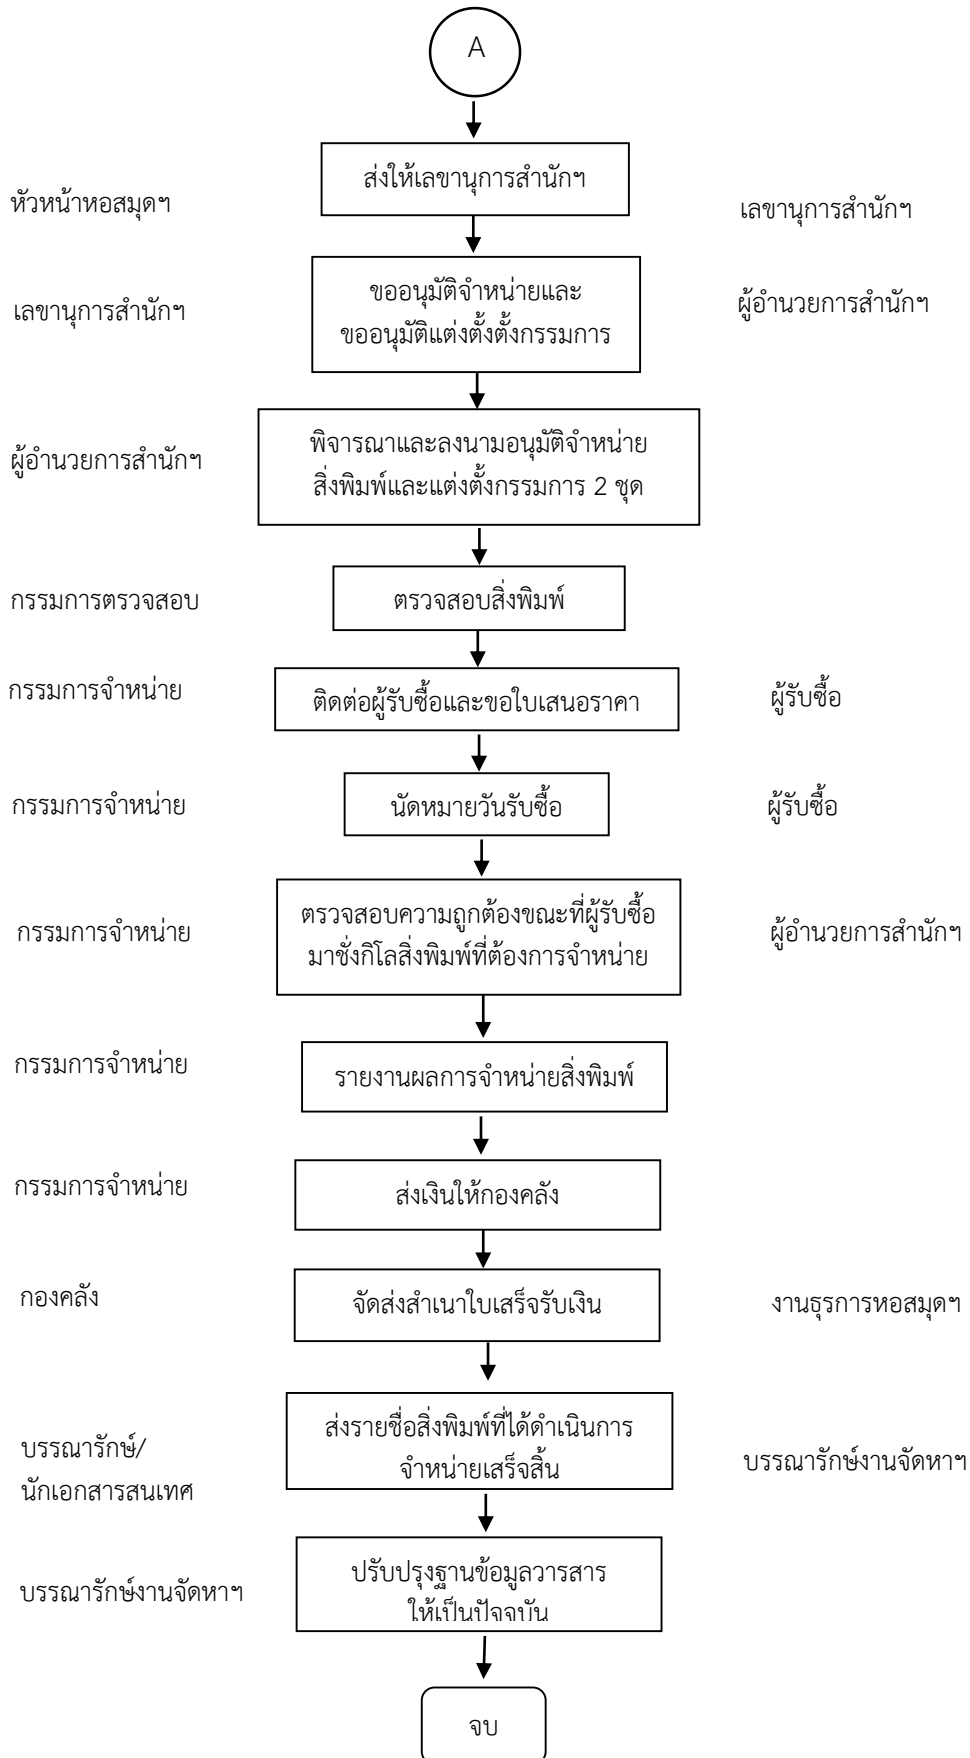 A
ส่งให้เลขานุการสำนักฯ
หัวหน้าหอสมุดฯ
เลขานุการสำนักฯ
ขออนุมัติจำหน่ายและ
ขออนุมัติแต่งตั้งตั้งกรรมการ
เลขานุการสำนักฯ
ผู้อำนวยการสำนักฯ
พิจารณาและลงนามอนุมัติจำหน่าย
สิ่งพิมพ์และแต่งตั้งกรรมการ 2 ชุด
ผู้อำนวยการสำนักฯ
กรรมการตรวจสอบ
ตรวจสอบสิ่งพิมพ์
กรรมการจำหน่าย
ติดต่อผู้รับซื้อและขอใบเสนอราคา
ผู้รับซื้อ
กรรมการจำหน่าย
นัดหมายวันรับซื้อ
ผู้รับซื้อ
ตรวจสอบความถูกต้องขณะที่ผู้รับซื้อ
มาชั่งกิโลสิ่งพิมพ์ที่ต้องการจำหน่าย
กรรมการจำหน่าย
ผู้อำนวยการสำนักฯ
กรรมการจำหน่าย
รายงานผลการจำหน่ายสิ่งพิมพ์
กรรมการจำหน่าย
ส่งเงินให้กองคลัง
กองคลัง
จัดส่งสำเนาใบเสร็จรับเงิน
งานธุรการหอสมุดฯ
ส่งรายชื่อสิ่งพิมพ์ที่ได้ดำเนินการ
จำหน่ายเสร็จสิ้น
บรรณารักษ์/
นักเอกสารสนเทศ
บรรณารักษ์งานจัดหาฯ
ปรับปรุงฐานข้อมูลวารสาร
ให้เป็นปัจจุบัน
บรรณารักษ์งานจัดหาฯ
จบ